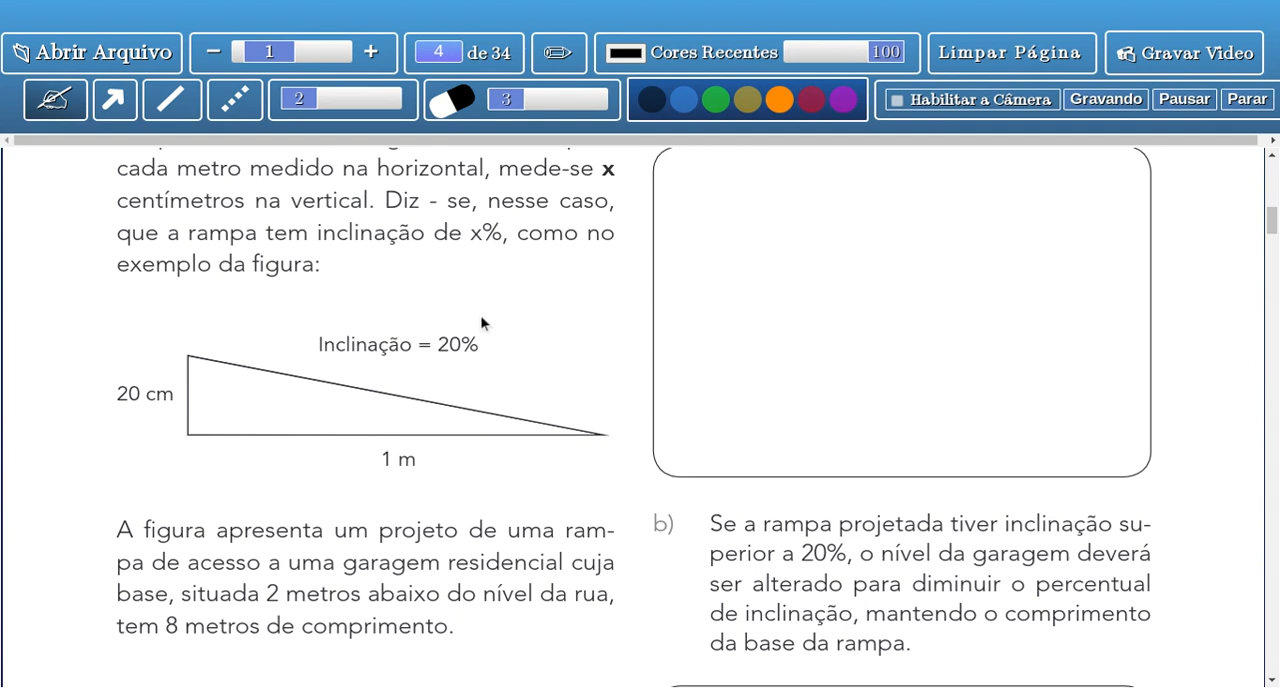 Abrir Arquivo
− 1 +
4 de 34
Cores Recentes 100
Limpar Página
Gravar Video
2
3
Habilitar a Câmera
Gravando
Pausar
Parar
cada metro medido na horizontal, mede-se x
centímetros na vertical. Diz - se, nesse caso,
que a rampa tem inclinação de x%, como no
exemplo da figura:
Inclinação = 20%
20 cm
1 m
A figura apresenta um projeto de uma ram-
pa de acesso a uma garagem residencial cuja
base, situada 2 metros abaixo do nível da rua,
tem 8 metros de comprimento.
b) Se a rampa projetada tiver inclinação su-
perior a 20%, o nível da garagem deverá
ser alterado para diminuir o percentual
de inclinação, mantendo o comprimento
da base da rampa.